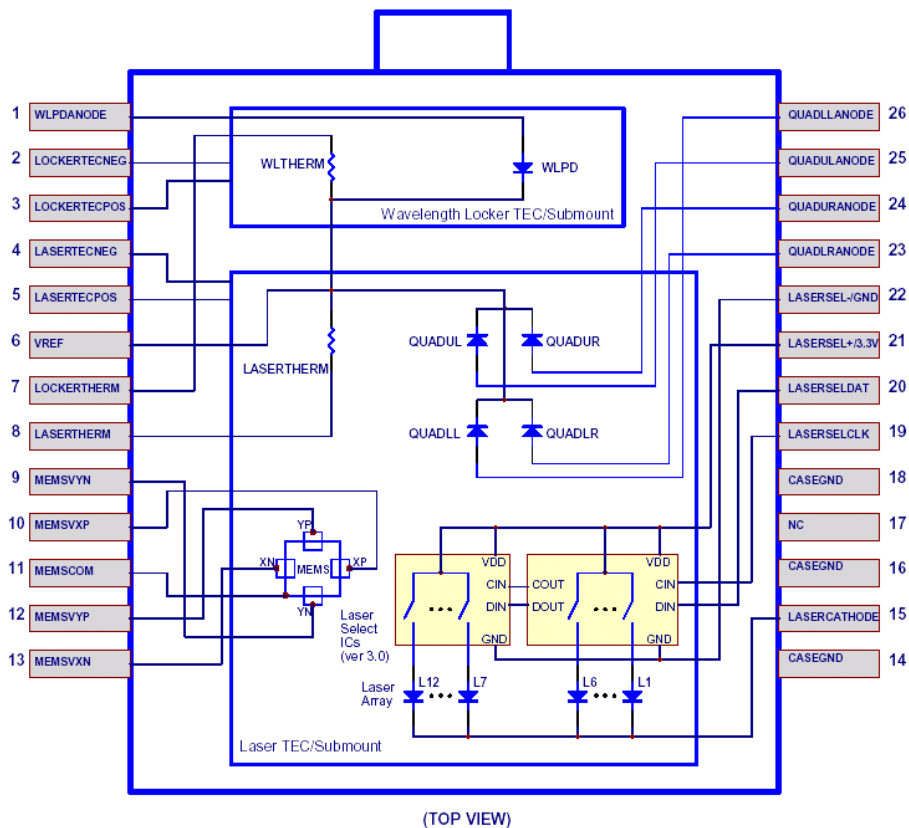 1 WLPDANODE
2 LOCKERTECNEG
3 LOCKERTECPOS
4 LASERTECNEG
5 LASERTECPOS
6 VREF
7 LOCKERTHERM
8 LASERTHERM
9 MEMSVYN
10 MEMSVXP
11 MEMSCOM
12 MEMSVYP
13 MEMSVXN
WLTHERM
WLPD
Wavelength Locker TEC/Submount
LASERTHERM
QUADUL
QUADUR
QUADLL
QUADLR
YP
XN
MEMS
XP
YN
Laser
Select
ICs
(ver 3.0)
VDD
CIN
DIN
GND
COUT
DOUT
VDD
CIN
DIN
GND
Laser
Array
L12
L7
L6
L1
Laser TEC/Submount
QUADLLANODE 26
QUADULANODE 25
QUADURANODE 24
QUADLRANODE 23
LASERSEL-/GND 22
LASERSEL+/3.3V 21
LASERSELDAT 20
LASERSELCLK 19
CASEGND 18
NC 17
CASEGND 16
LASERCATHODE 15
CASEGND 14
(TOP VIEW)